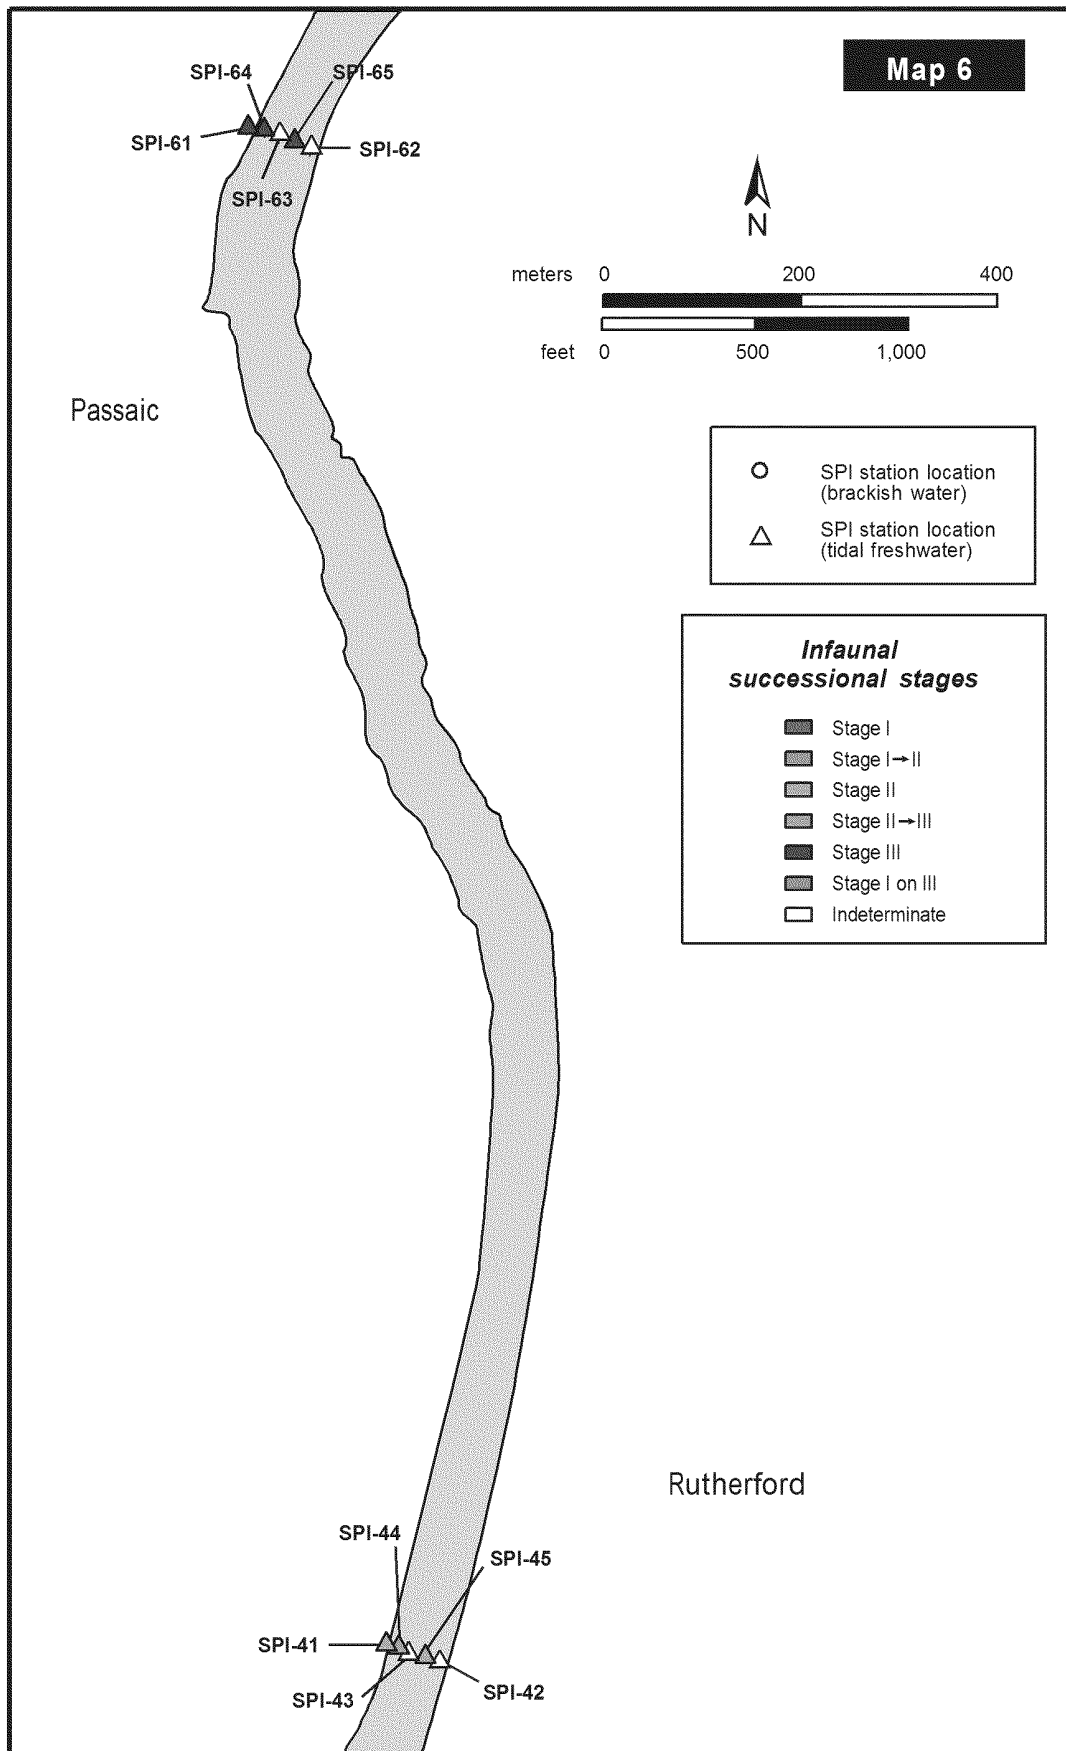 Map 6
SPI-64
SPI-65
SPI-61
SPI-62
SPI-63
N
meters 0 200 400
feet 0 500 1,000
Passaic
SPI station location
(brackish water)
SPI station location
(tidal freshwater)
Infaunal
successional stages
Stage I
Stage I→II
Stage II
Stage II→III
Stage III
Stage I on III
Indeterminate
Rutherford
SPI-44
SPI-45
SPI-41
SPI-43
SPI-42